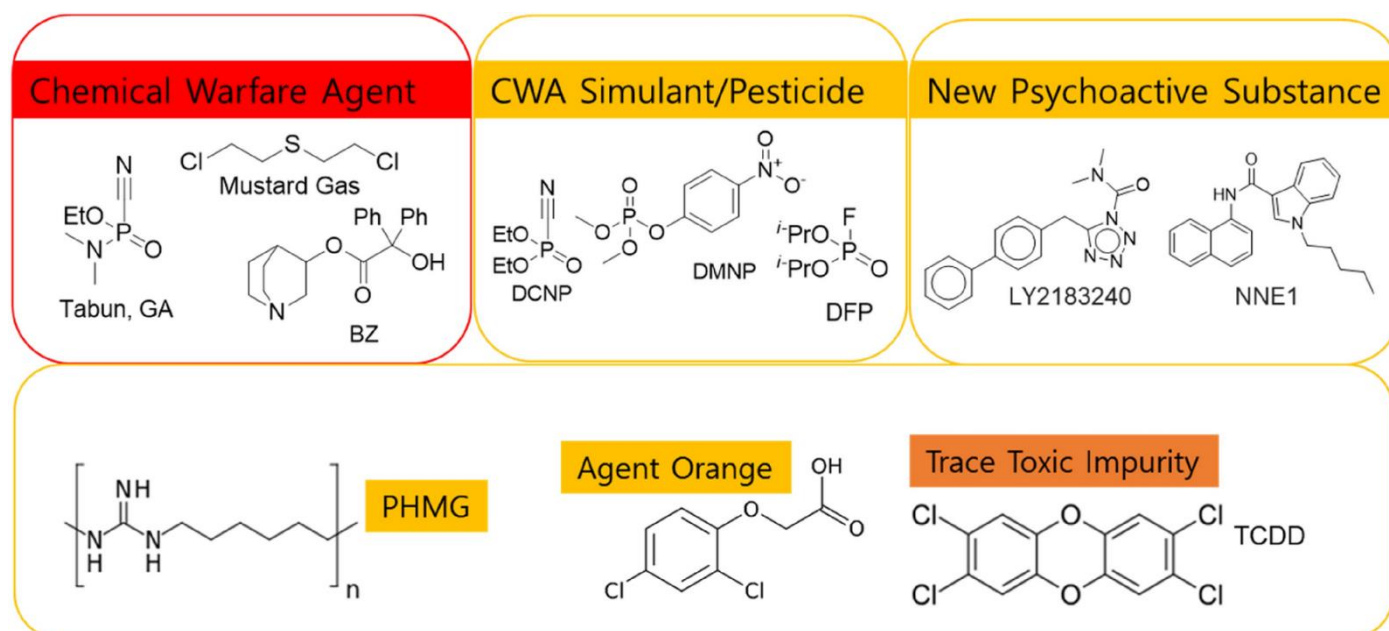 Chemical Warfare Agent
N
EtO
P
N
O
Tabun, GA
Cl
S
Cl
Mustard Gas
Ph Ph
O
OH
O
N
BZ
CWA Simulant/Pesticide
N
EtO
P
EtO
O
DCNP
O
O
P
O
O
O
N+
O-
DMNP
F
i-PrO
P
i-PrO
O
DFP
New Psychoactive Substance
N
O
N
N
N
N
LY2183240
O
NH
N
NNE1
NH
N
H
N
H
n
PHMG
Agent Orange
OH
O
O
Cl
Cl
Trace Toxic Impurity
Cl
O
Cl
Cl
O
Cl
TCDD